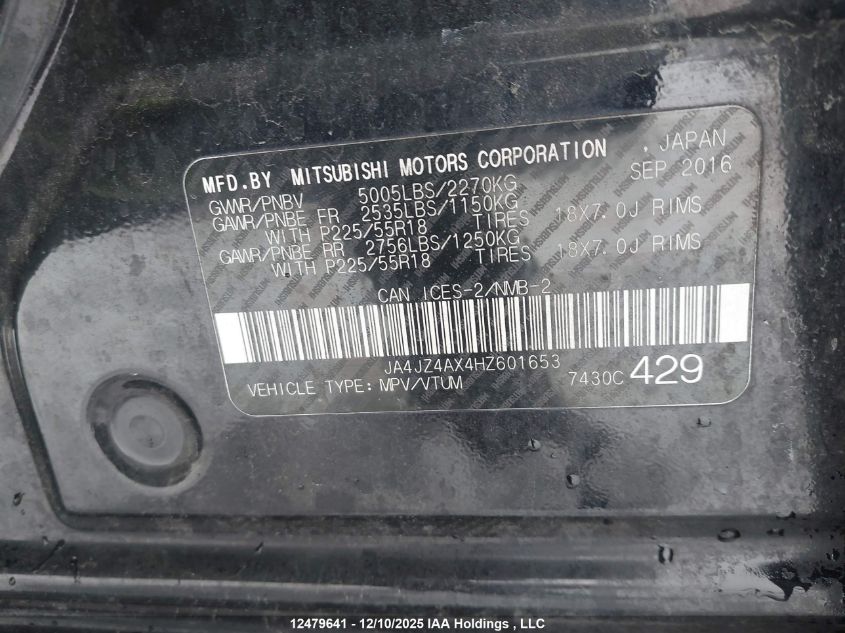 MFD.BY MITSUBISHI MOTORS CORPORATION , JAPAN
GVWR/PNBV 5005LBS/2270KG SEP 2016
GAWR/PNBE FR 2535LBS/1150KG
WITH P225/55R18 TIRES 18X7.0J RIMS
GAWR/PNBE RR 2756LBS/1250KG
WITH P225/55R18 TIRES 18X7.0J RIMS
CAN ICES-2/NMB-2
JA4JZ4AX4HZ601653
VEHICLE TYPE: MPV/VTUM 7430C 429
12479641 - 12/10/2025 IAA Holdings , LLC